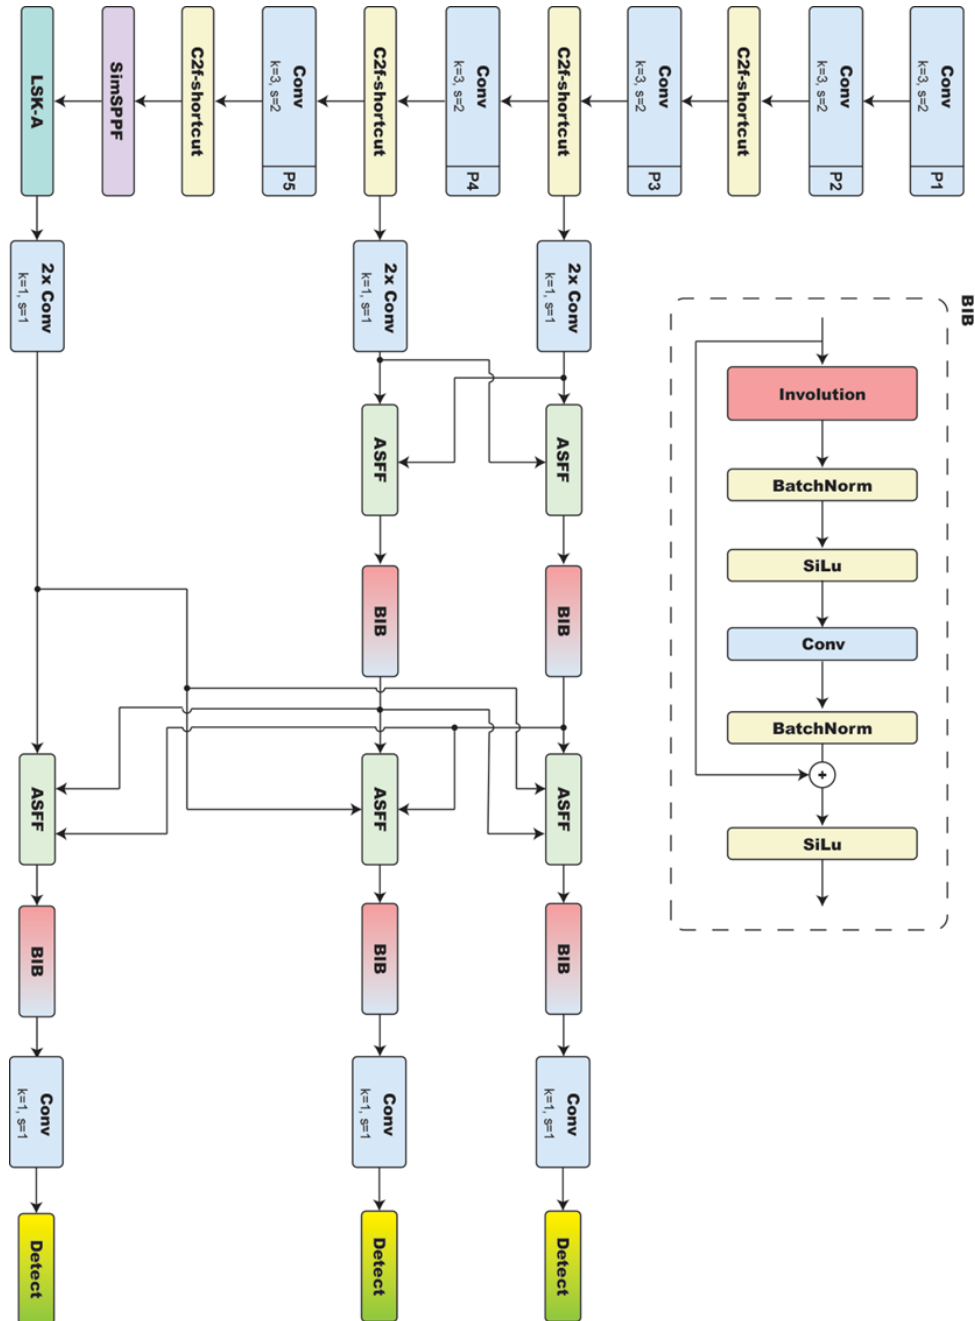 Conv
k=3, s=2
P1
Conv
k=3, s=2
P2
C2f-shortcut
Conv
k=3, s=2
P3
C2f-shortcut
Conv
k=3, s=2
P4
C2f-shortcut
Conv
k=3, s=2
P5
C2f-shortcut
SimSPPF
LSK-A
2x Conv
k=1, s=1
2x Conv
k=1, s=1
2x Conv
k=1, s=1
ASFF
ASFF
BIB
BIB
ASFF
ASFF
ASFF
BIB
BIB
BIB
Conv
k=1, s=1
Conv
k=1, s=1
Conv
k=1, s=1
Detect
Detect
Detect
BIB
Involution
BatchNorm
SiLu
Conv
BatchNorm
+
SiLu